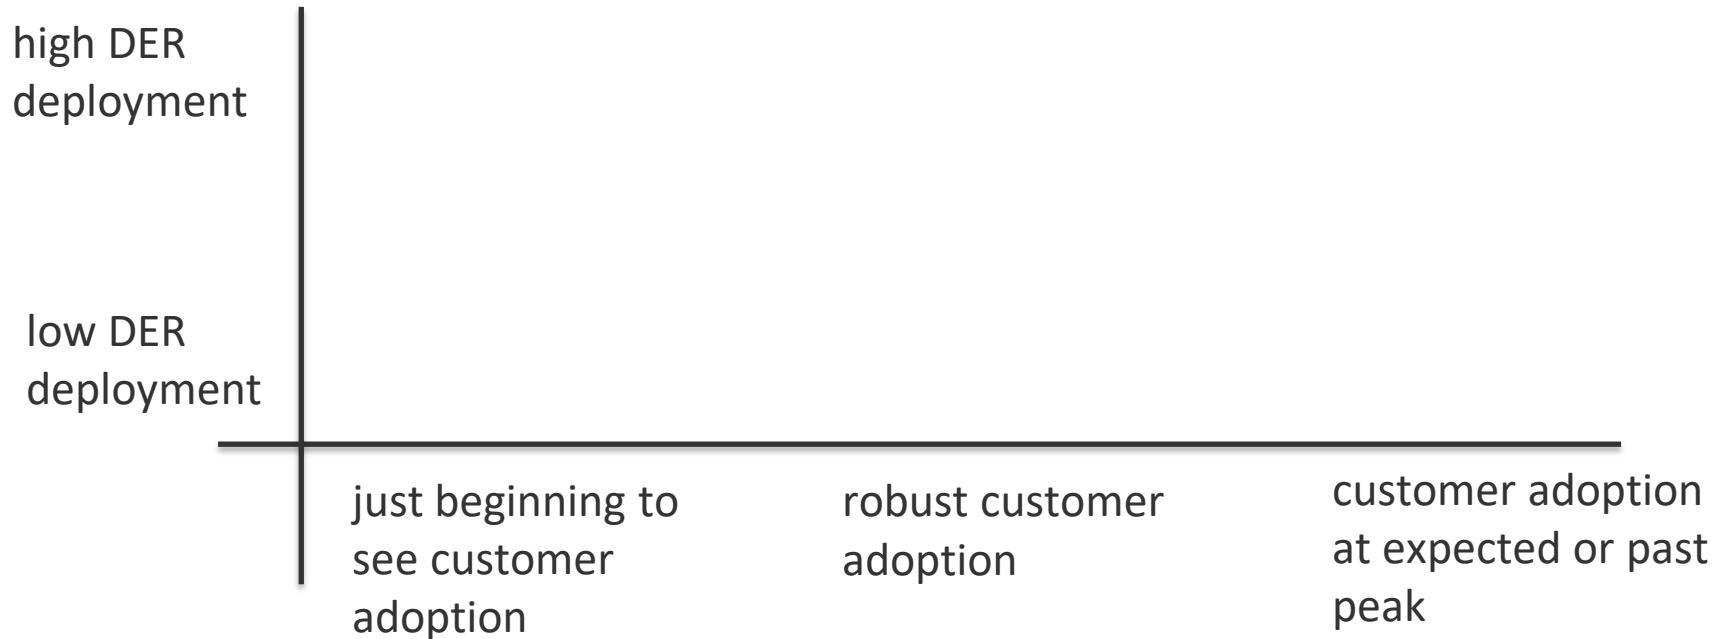 high DER
deployment
low DER
deployment
just beginning to
see customer
adoption
robust customer
adoption
customer adoption
at expected or past
peak